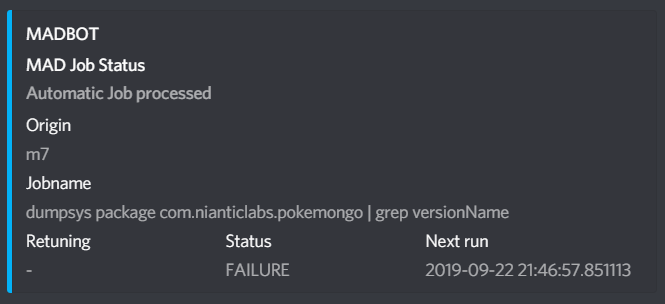 MADBOT
MAD Job Status
Automatic Job processed
Origin
m7
Jobname
dumpsys package com.nianticlabs.pokemongo | grep versionName
Retuning Status Next run
- FAILURE 2019-09-22 21:46:57.851113